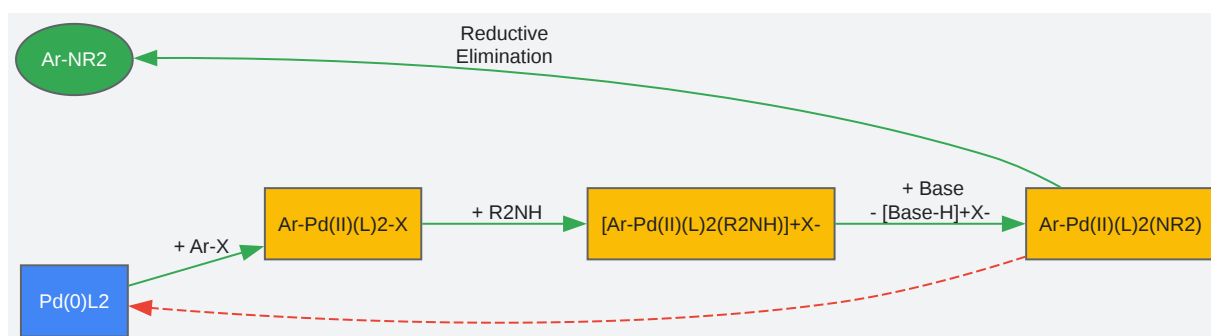 Reductive
Elimination
Ar-NR2
+ Base
- [Base-H]+X-
+ R2NH
Ar-Pd(II)(L)2-X
[Ar-Pd(II)(L)2(R2NH)]+X-
Ar-Pd(II)(L)2(NR2)
+ Ar-X
Pd(0)L2